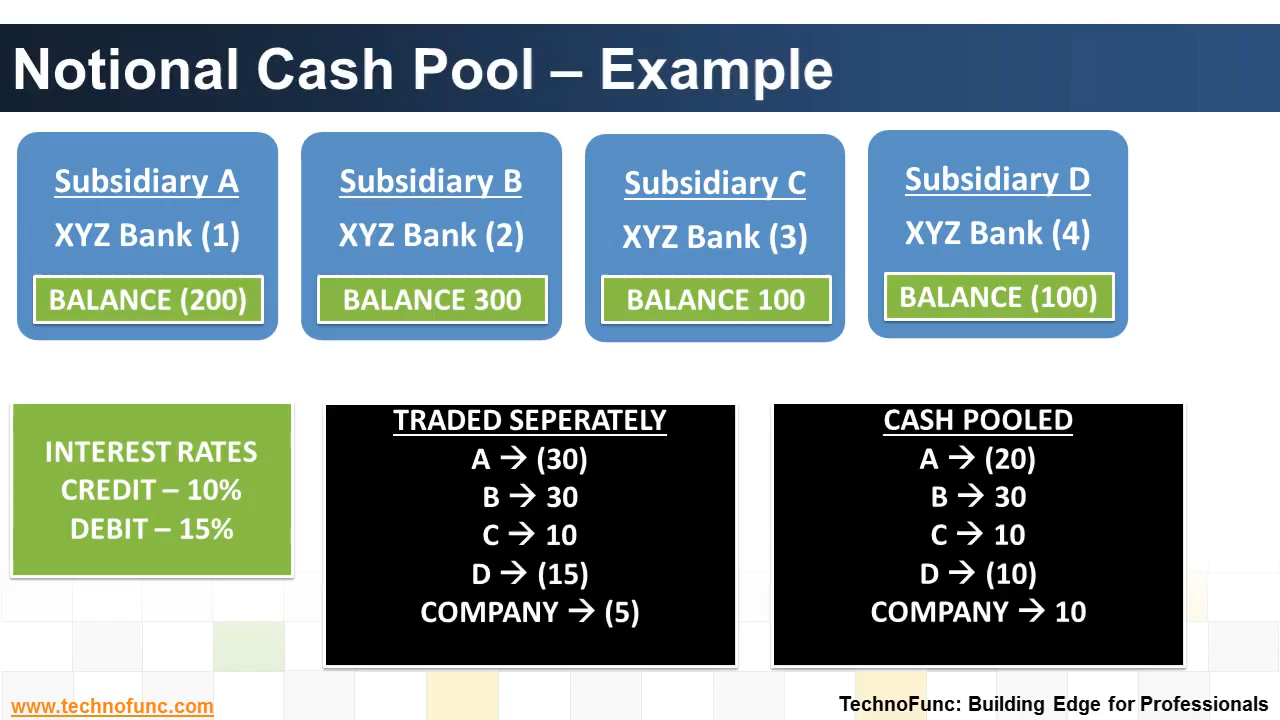 Notional Cash Pool – Example
Subsidiary A
XYZ Bank (1)
BALANCE (200)
Subsidiary B
XYZ Bank (2)
BALANCE 300
Subsidiary C
XYZ Bank (3)
BALANCE 100
Subsidiary D
XYZ Bank (4)
BALANCE (100)
INTEREST RATES
CREDIT – 10%
DEBIT – 15%
TRADED SEPERATELY
A → (30)
B → 30
C → 10
D → (15)
COMPANY → (5)
CASH POOLED
A → (20)
B → 30
C → 10
D → (10)
COMPANY → 10
www.technofunc.com
TechnoFunc: Building Edge for Professionals